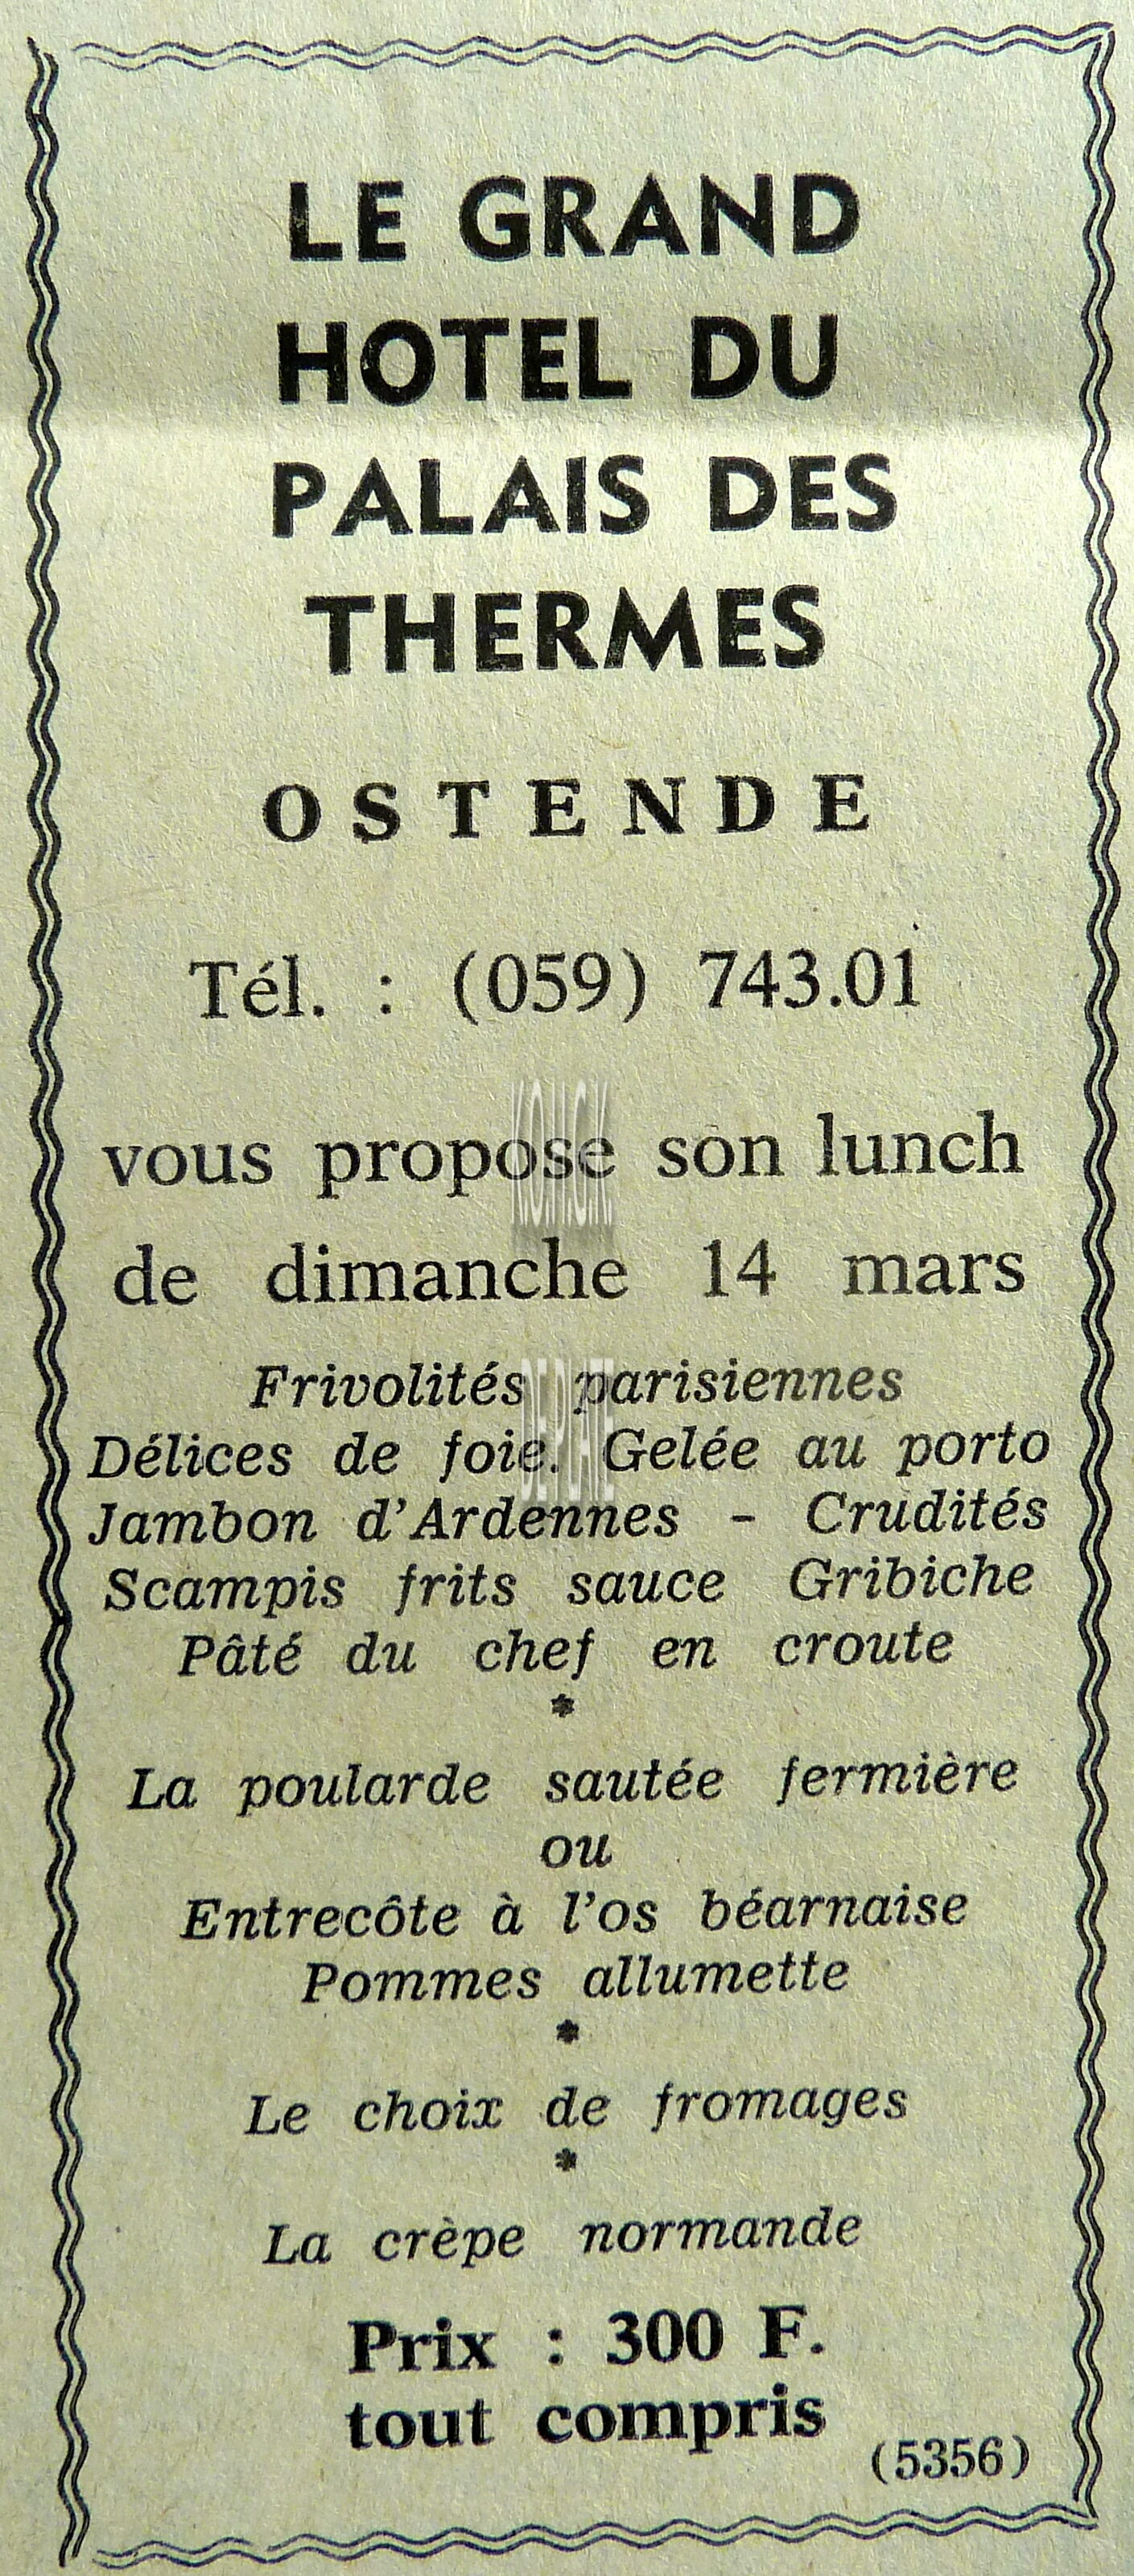 LE GRAND
HOTEL DU
PALAIS DES
THERMES
OSTENDE
Tél. : (059) 743.01
vous propose son lunch
de dimanche 14 mars
Frivolités parisiennes
Délices de foie. Gelée au porto
Jambon d'Ardennes - Crudités
Scampis frits sauce Gribiche
Pâté du chef en croute
*
La poularde sautée fermière
ou
Entrecôte à l'os béarnaise
Pommes allumette
*
Le choix de fromages
*
La crèpe normande
Prix : 300 F.
tout compris
(5356)
K.O.H.G.K.
DE PLATE